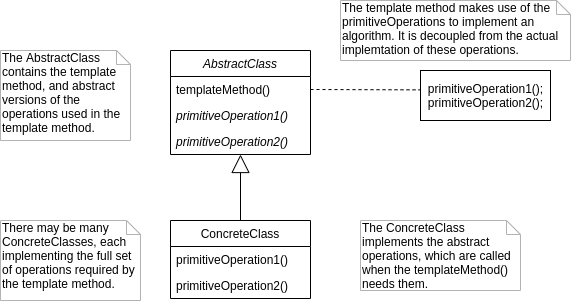 The template method makes use of the
primitiveOperations to implement an
algorithm. It is decoupled from the actual
implemtation of these operations.
The AbstractClass
contains the template
method, and abstract
versions of the
operations used in the
template method.
AbstractClass
templateMethod()
primitiveOperation1()
primitiveOperation2()
primitiveOperation1();
primitiveOperation2();
There may be many
ConcreteClasses, each
implementing the full set
of operations required by
the template method.
ConcreteClass
primitiveOperation1()
primitiveOperation2()
The ConcreteClass
implements the abstract
operations, which are called
when the templateMethod()
needs them.